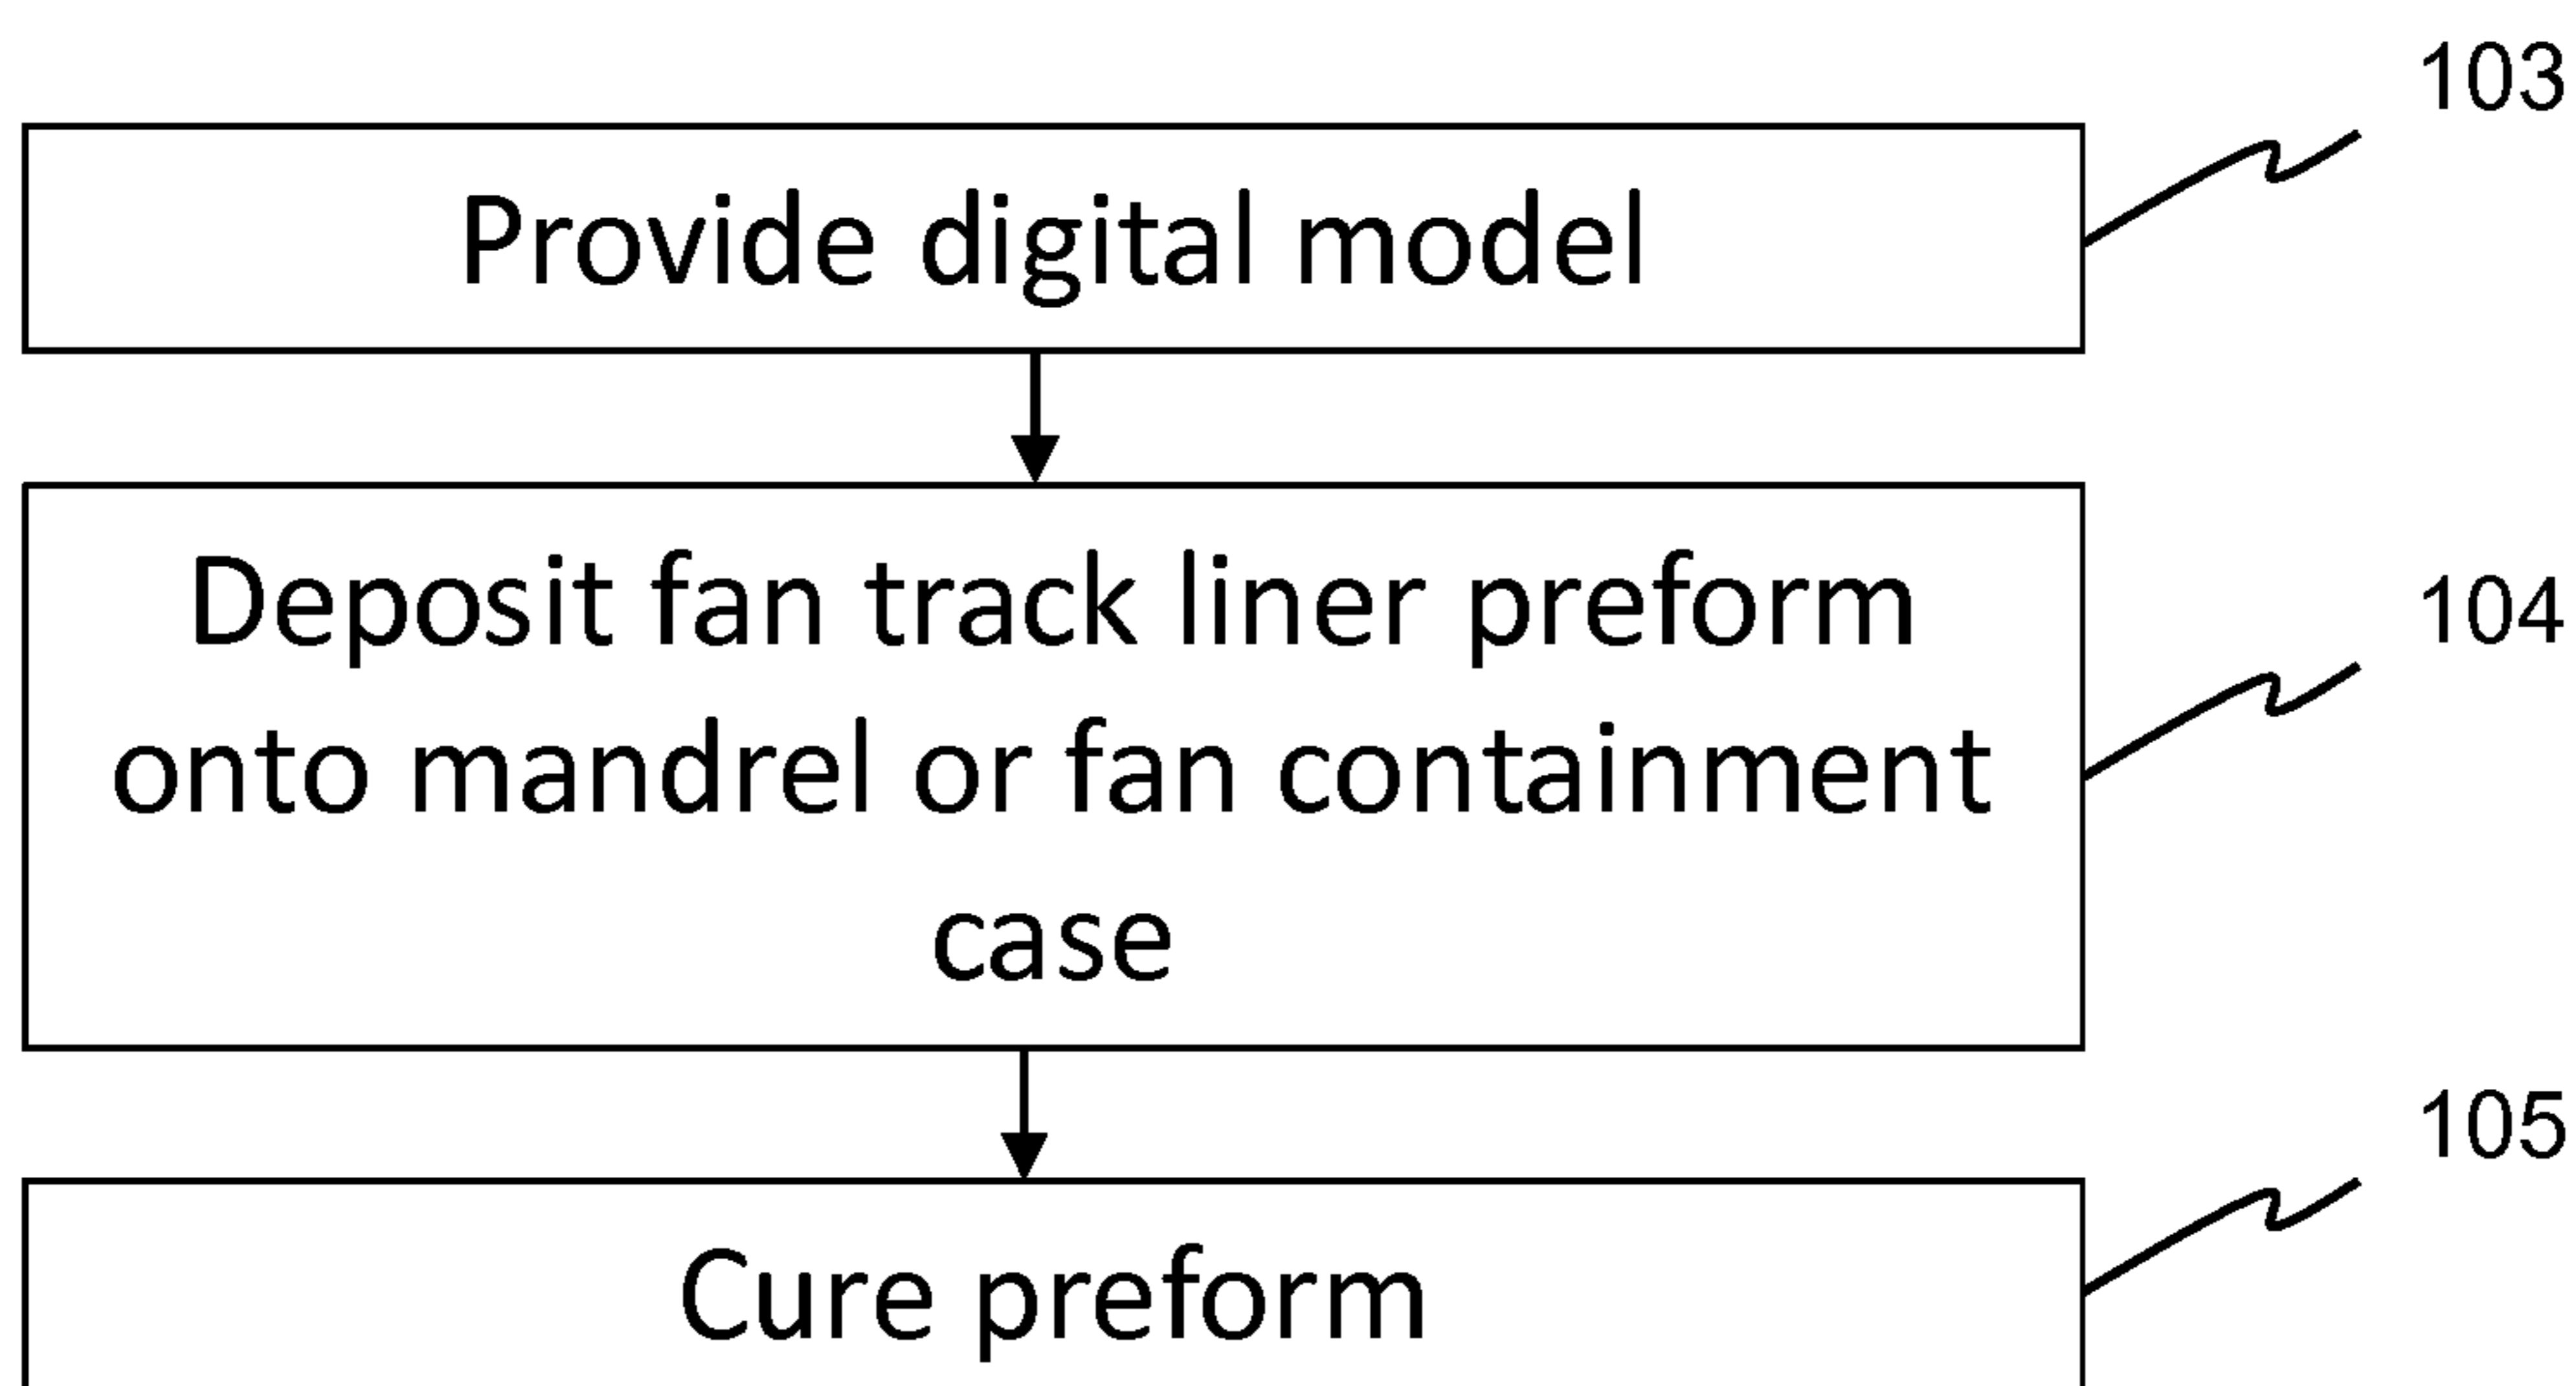 103
Provide digital model
Deposit fan track liner preform
104
onto mandrel or fan containment
case
105
Cure preform